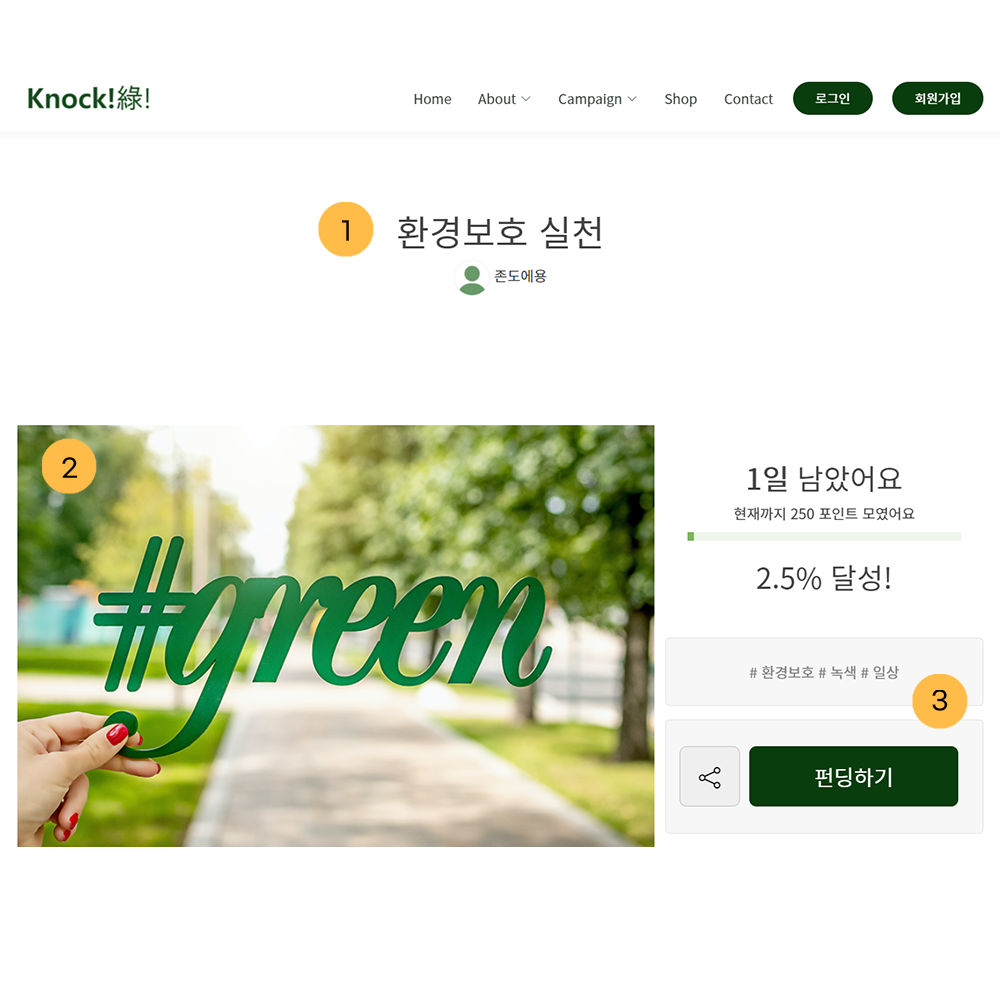 Knock!綠!
Home About Campaign Shop Contact 로그인 회원가입
1 환경보호 실천
존도에용
2
#green
1일 남았어요
현재까지 250 포인트 모였어요
2.5% 달성!
# 환경보호 # 녹색 # 일상
3
펀딩하기